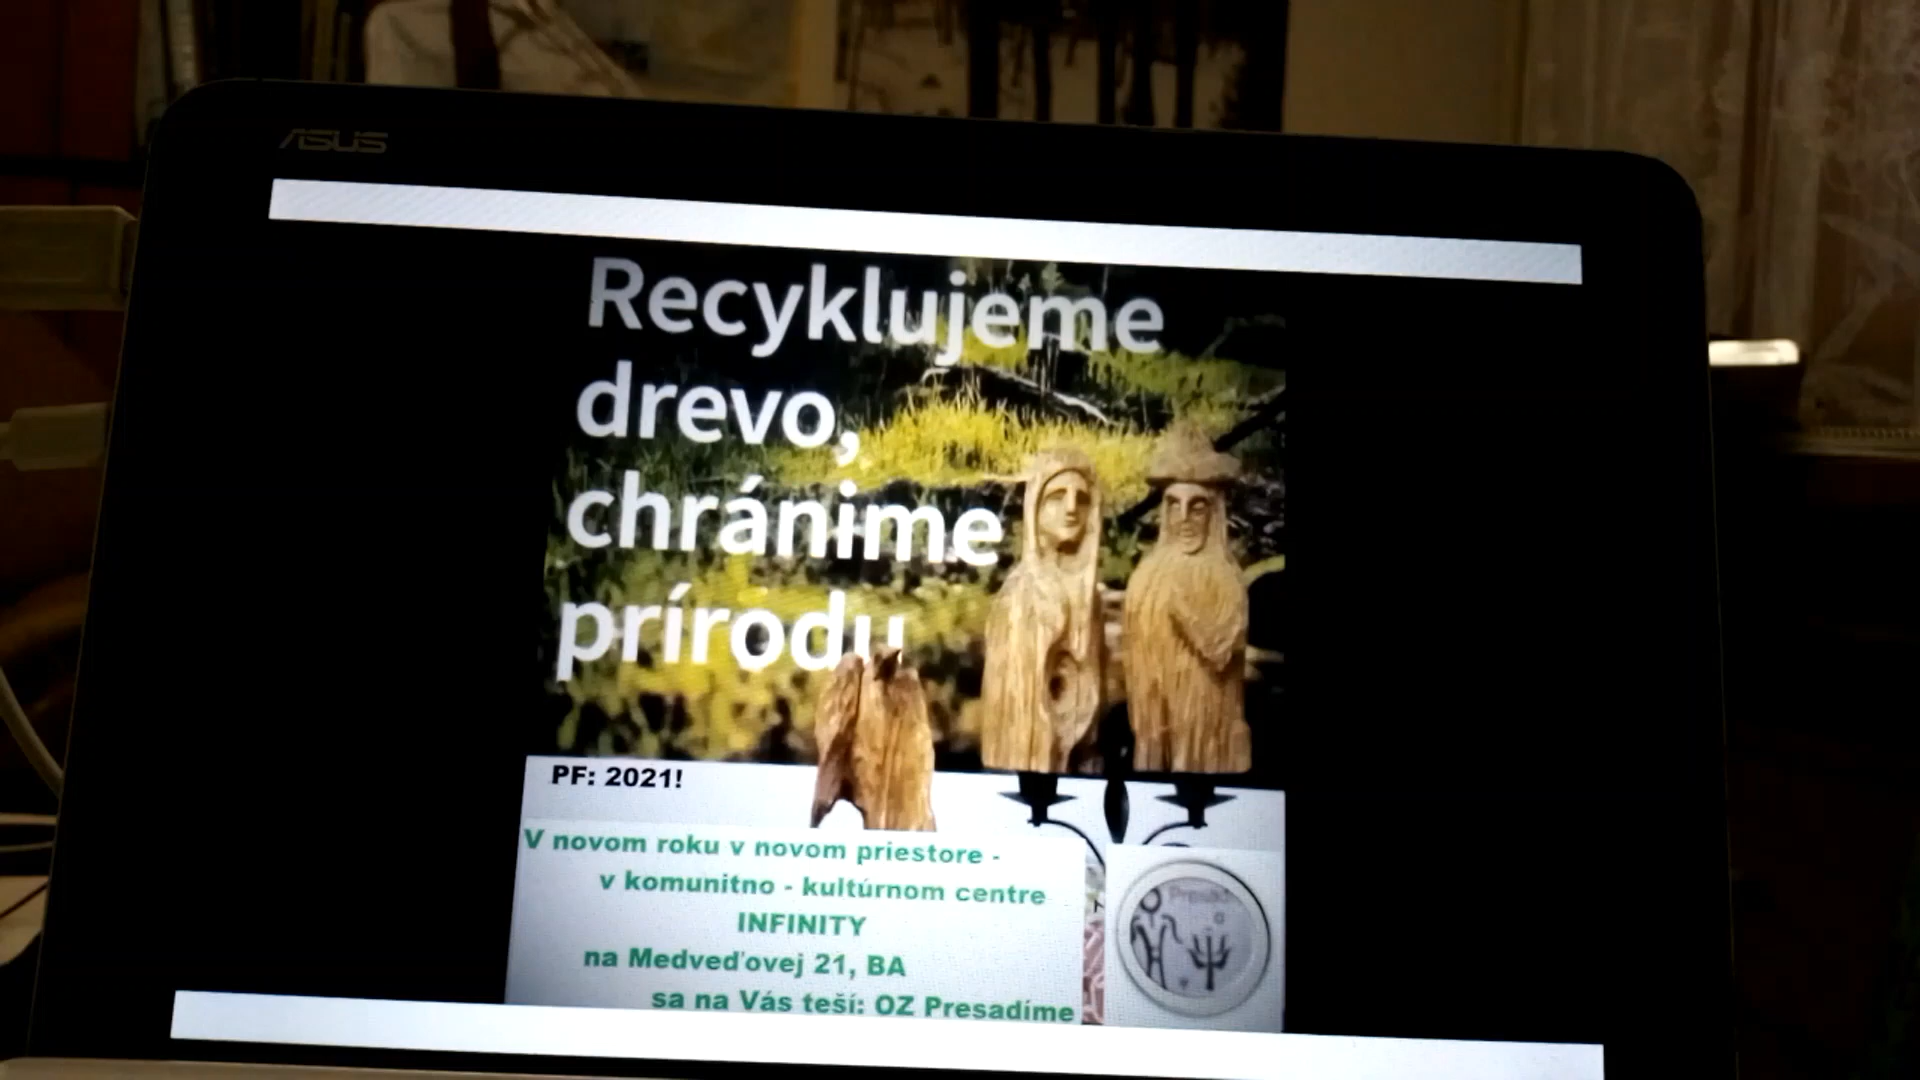 ASUS
Recyklujeme
drevo,
chránime
prírodu
PF: 2021!
V novom roku v novom priestore -
v komunitno - kultúrnom centre
INFINITY
na Medveďovej 21, BA
sa na Vás teší: OZ Presadíme